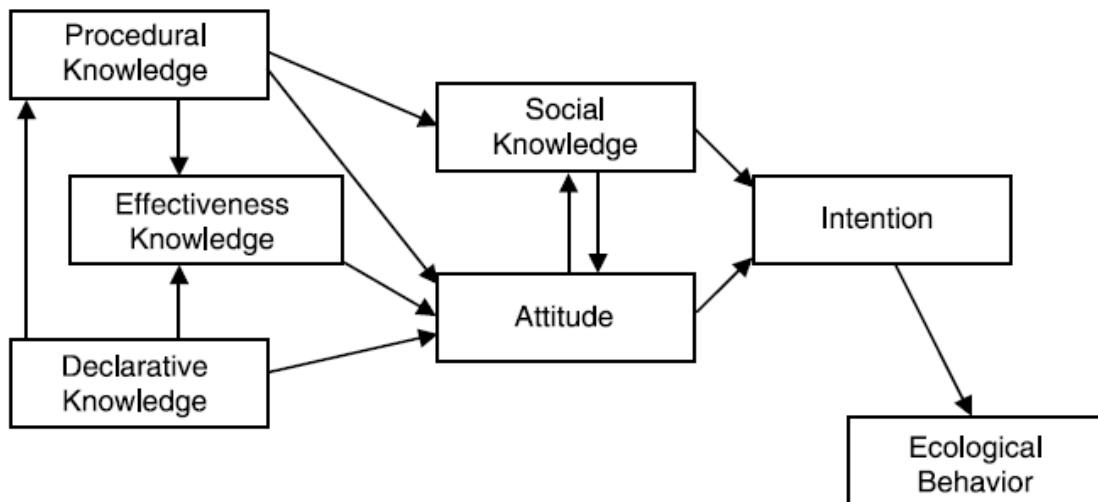 Procedural
Knowledge
Social
Knowledge
Effectiveness
Knowledge
Intention
Attitude
Declarative
Knowledge
Ecological
Behavior